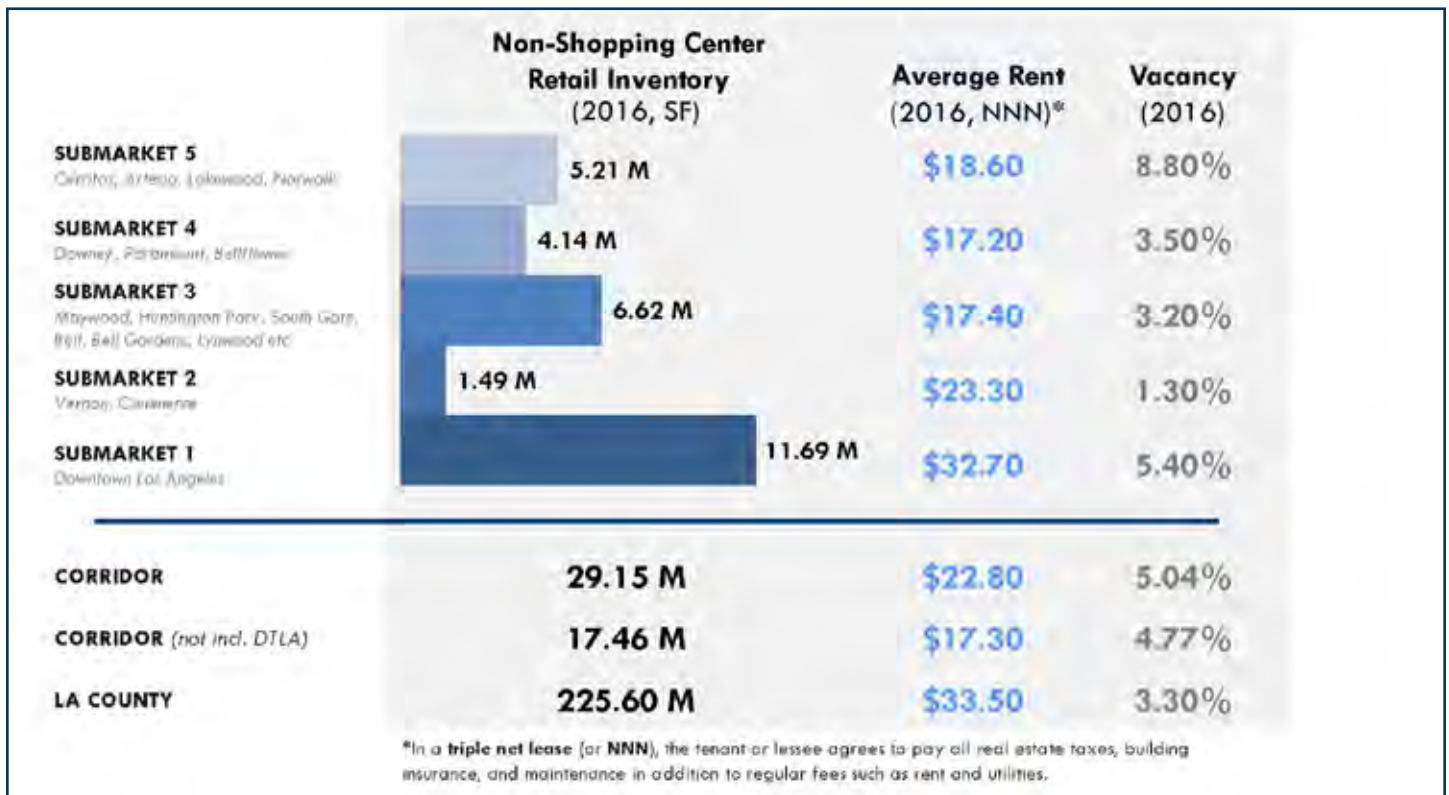 Non-Shopping Center
Retail Inventory
(2016, SF)
Average Rent
(2016, NNN)*
Vacancy
(2016)
SUBMARKET 5
Cerritos, Artesia, Lakewood, Norwalk
5.21 M
$18.60
8.80%
SUBMARKET 4
Downey, Paramount, Bellflower
4.14 M
$17.20
3.50%
SUBMARKET 3
Maywood, Huntington Park, South Gate,
Bell, Bell Gardens, Lynwood etc
6.62 M
$17.40
3.20%
SUBMARKET 2
Vernon, Commerce
1.49 M
$23.30
1.30%
SUBMARKET 1
Downtown Los Angeles
11.69 M
$32.70
5.40%
CORRIDOR
29.15 M
$22.80
5.04%
CORRIDOR (not incl. DTLA)
17.46 M
$17.30
4.77%
LA COUNTY
225.60 M
$33.50
3.30%
*In a triple net lease (or NNN), the tenant or lessee agrees to pay all real estate taxes, building
insurance, and maintenance in addition to regular fees such as rent and utilities.